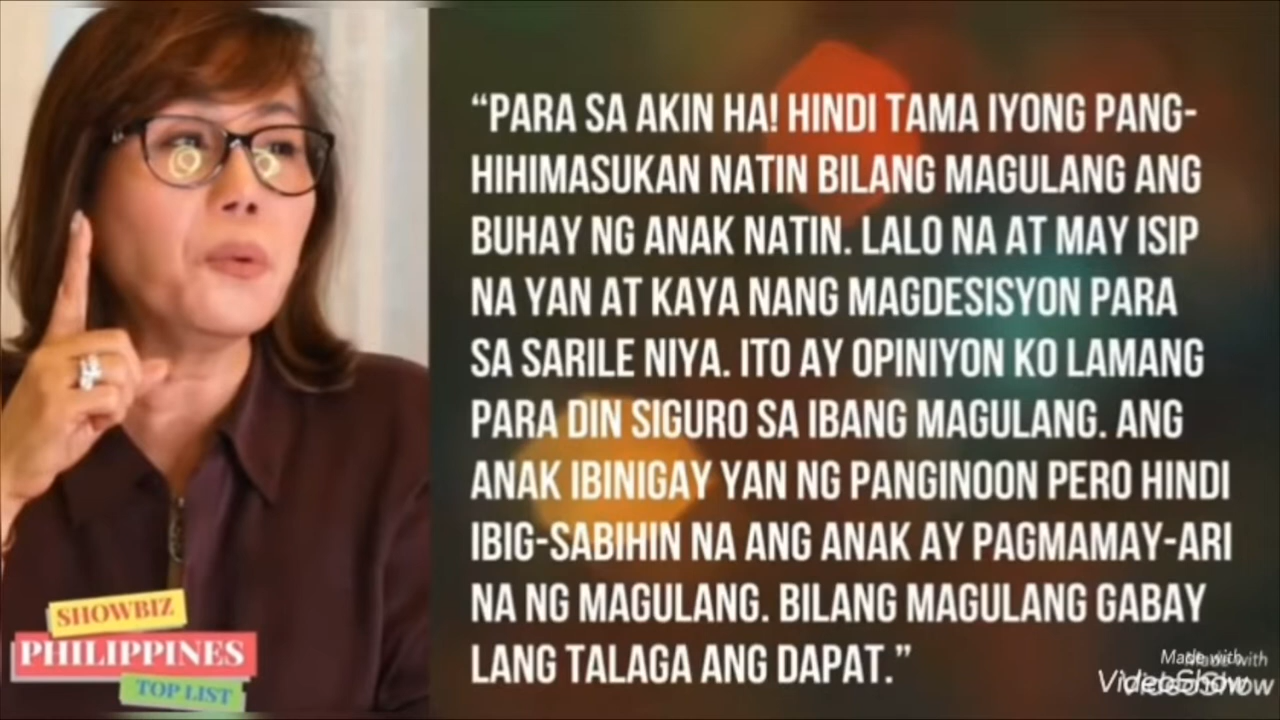 “PARA SA AKIN HA! HINDI TAMA IYONG PANG-
HIHIMASUKAN NATIN BILANG MAGULANG ANG
BUHAY NG ANAK NATIN. LALO NA AT MAY ISIP
NA YAN AT KAYA NANG MAGDESISYON PARA
SA SARILE NIYA. ITO AY OPINIYON KO LAMANG
PARA DIN SIGURO SA IBANG MAGULANG. ANG
ANAK IBINIGAY YAN NG PANGINOON PERO HINDI
IBIG-SABIHIN NA ANG ANAK AY PAGMAMAY-ARI
NA NG MAGULANG. BILANG MAGULANG GABAY
LANG TALAGA ANG DAPAT.”
SHOWBIZ
PHILIPPINES
TOP LIST
Made with
VideoShow